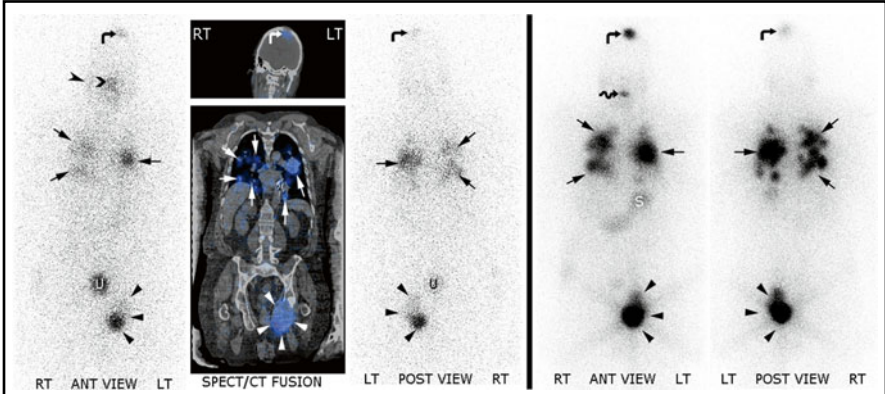 RT LT
U
U
S
RT ANT VIEW LT
SPECT/CT FUSION
LT POST VIEW RT
RT ANT VIEW LT
LT POST VIEW RT